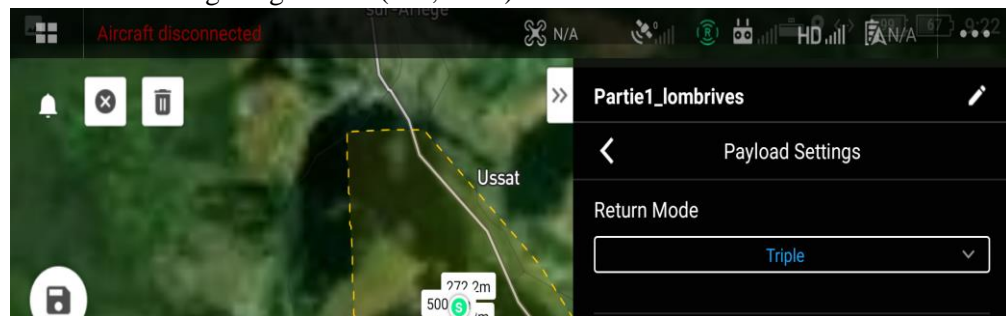 Aircraft disconnected
N/A
HD
N/A
Partie1_lombrives
Payload Settings
Ussat
Return Mode
Triple
272.2m
500
S